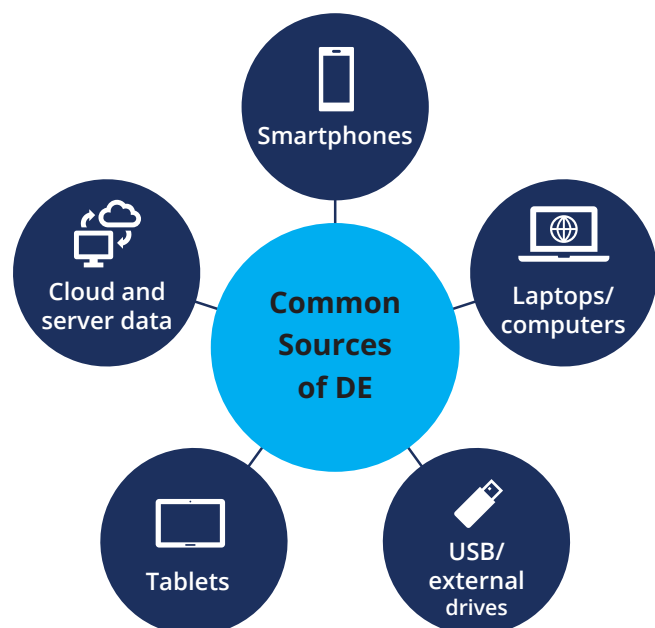 Common
Sources
of DE
Smartphones
Laptops/
computers
USB/
external
drives
Tablets
Cloud and
server data